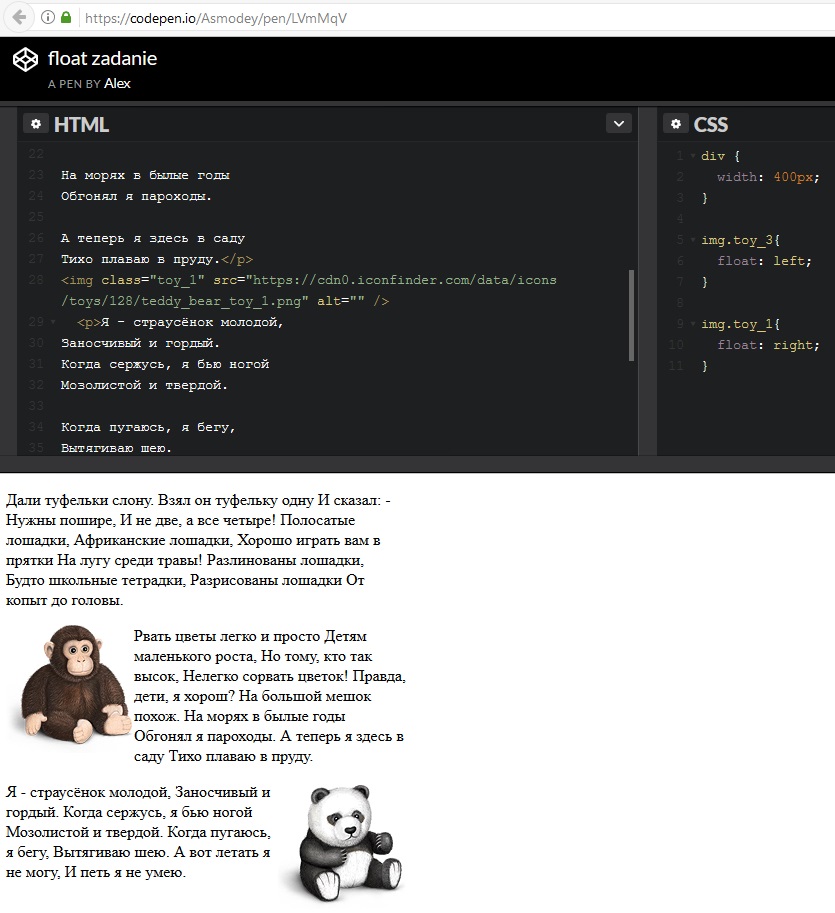 https://codepen.io/Asmodey/pen/LVmMqV
float zadanie
A PEN BY Alex
HTML
22
23 На морях в былые годы
24 Обгонял я пароходы.
25
26 А теперь я здесь в саду
27 Тихо плаваю в пруду.</p>
28 <img class="toy_1" src="https://cdn0.iconfinder.com/data/icons
/toys/128/teddy_bear_toy_1.png" alt="" />
29 <p>Я - страусёнок молодой,
30 Заносчивый и гордый.
31 Когда сержусь, я бью ногой
32 Мозолистой и твердой.
33
34 Когда пугаюсь, я бегу,
35 Вытягиваю шею.
CSS
1 div {
2 width: 400px;
3 }
4
5 img.toy_3{
6 float: left;
7 }
8
9 img.toy_1{
10 float: right;
11 }
Дали туфельки слону. Взял он туфельку одну И сказал: -
Нужны пошире, И не две, а все четыре! Полосатые
лошадки, Африканские лошадки, Хорошо играть вам в
прятки На лугу среди травы! Разлинованы лошадки,
Будто школьные тетрадки, Разрисованы лошадки От
копыт до головы.
Рвать цветы легко и просто Детям
маленького роста, Но тому, кто так
высок, Нелегко сорвать цветок! Правда,
дети, я хорош? На большой мешок
похож. На морях в былые годы
Обгонял я пароходы. А теперь я здесь в
саду Тихо плаваю в пруду.
Я - страусёнок молодой, Заносчивый и
гордый. Когда сержусь, я бью ногой
Мозолистой и твердой. Когда пугаюсь,
я бегу, Вытягиваю шею. А вот летать я
не могу, И петь я не умею.